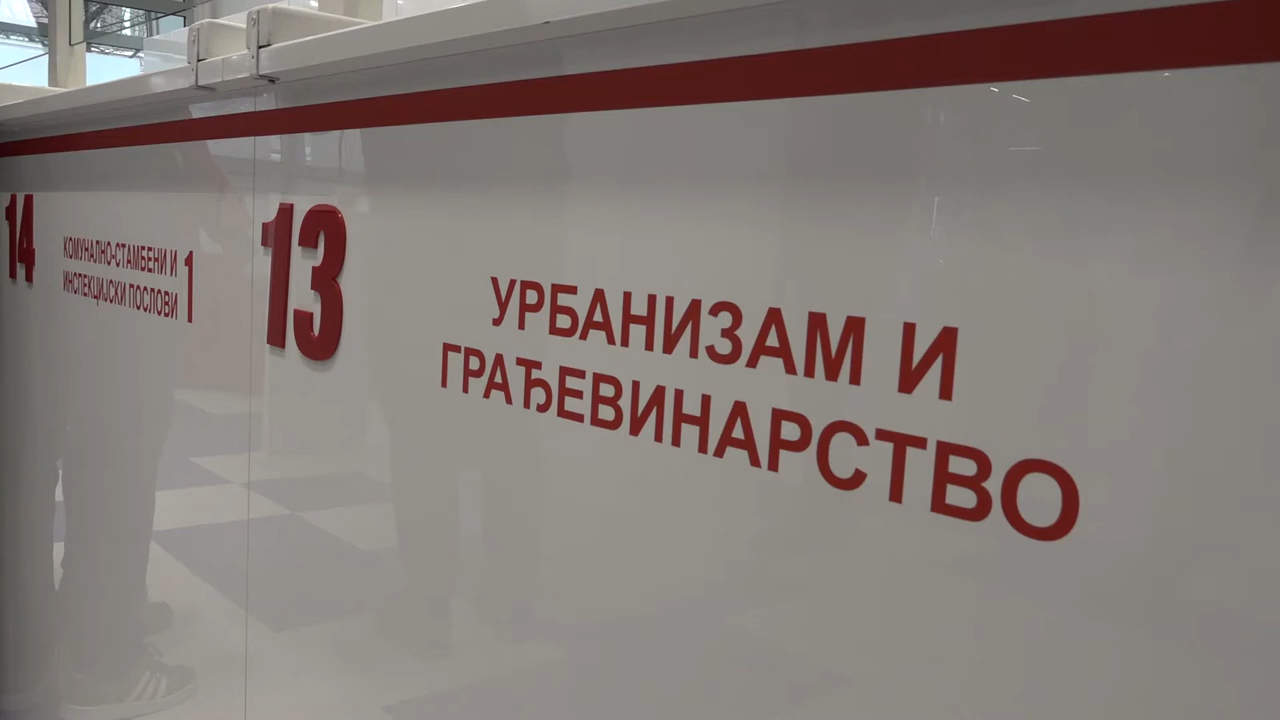 14
КОМУНАЛНО-СТАМБЕНИ И
ИНСПЕКЦИЈСКИ ПОСЛОВИ
1
13
УРБАНИЗАМ И
ГРАЂЕВИНАРСТВО